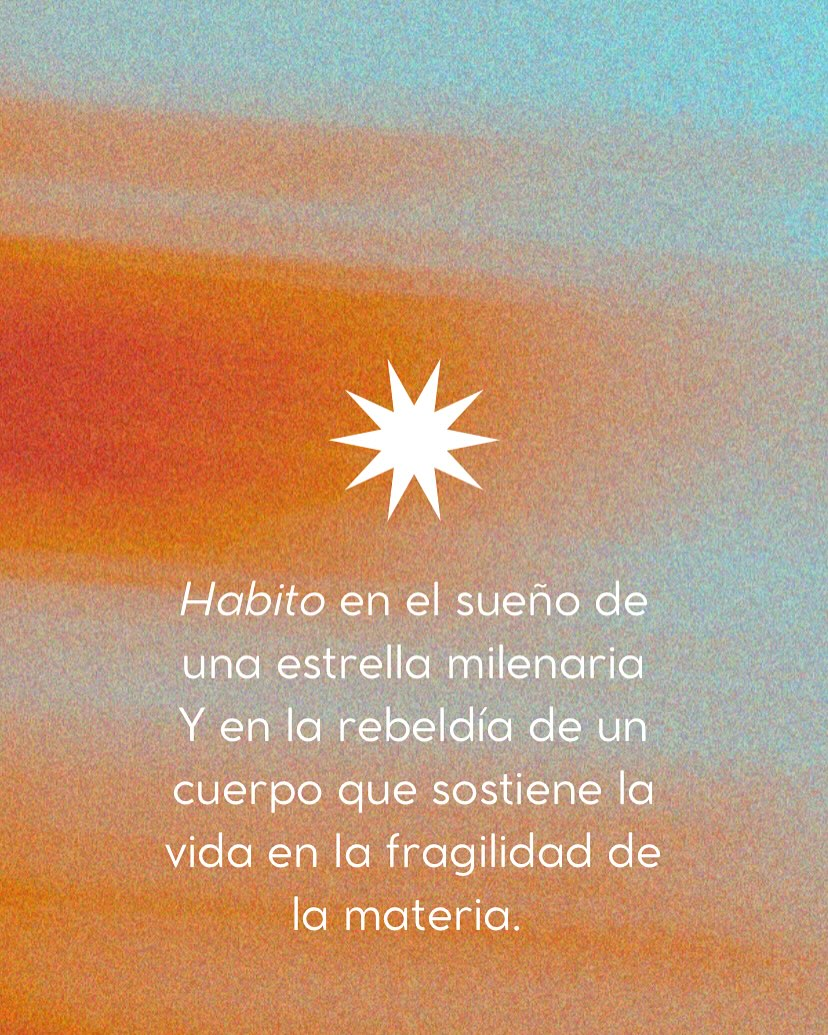 Habito en el sueño de
una estrella milenaria
Y en la rebeldía de un
cuerpo que sostiene la
vida en la fragilidad de
la materia.